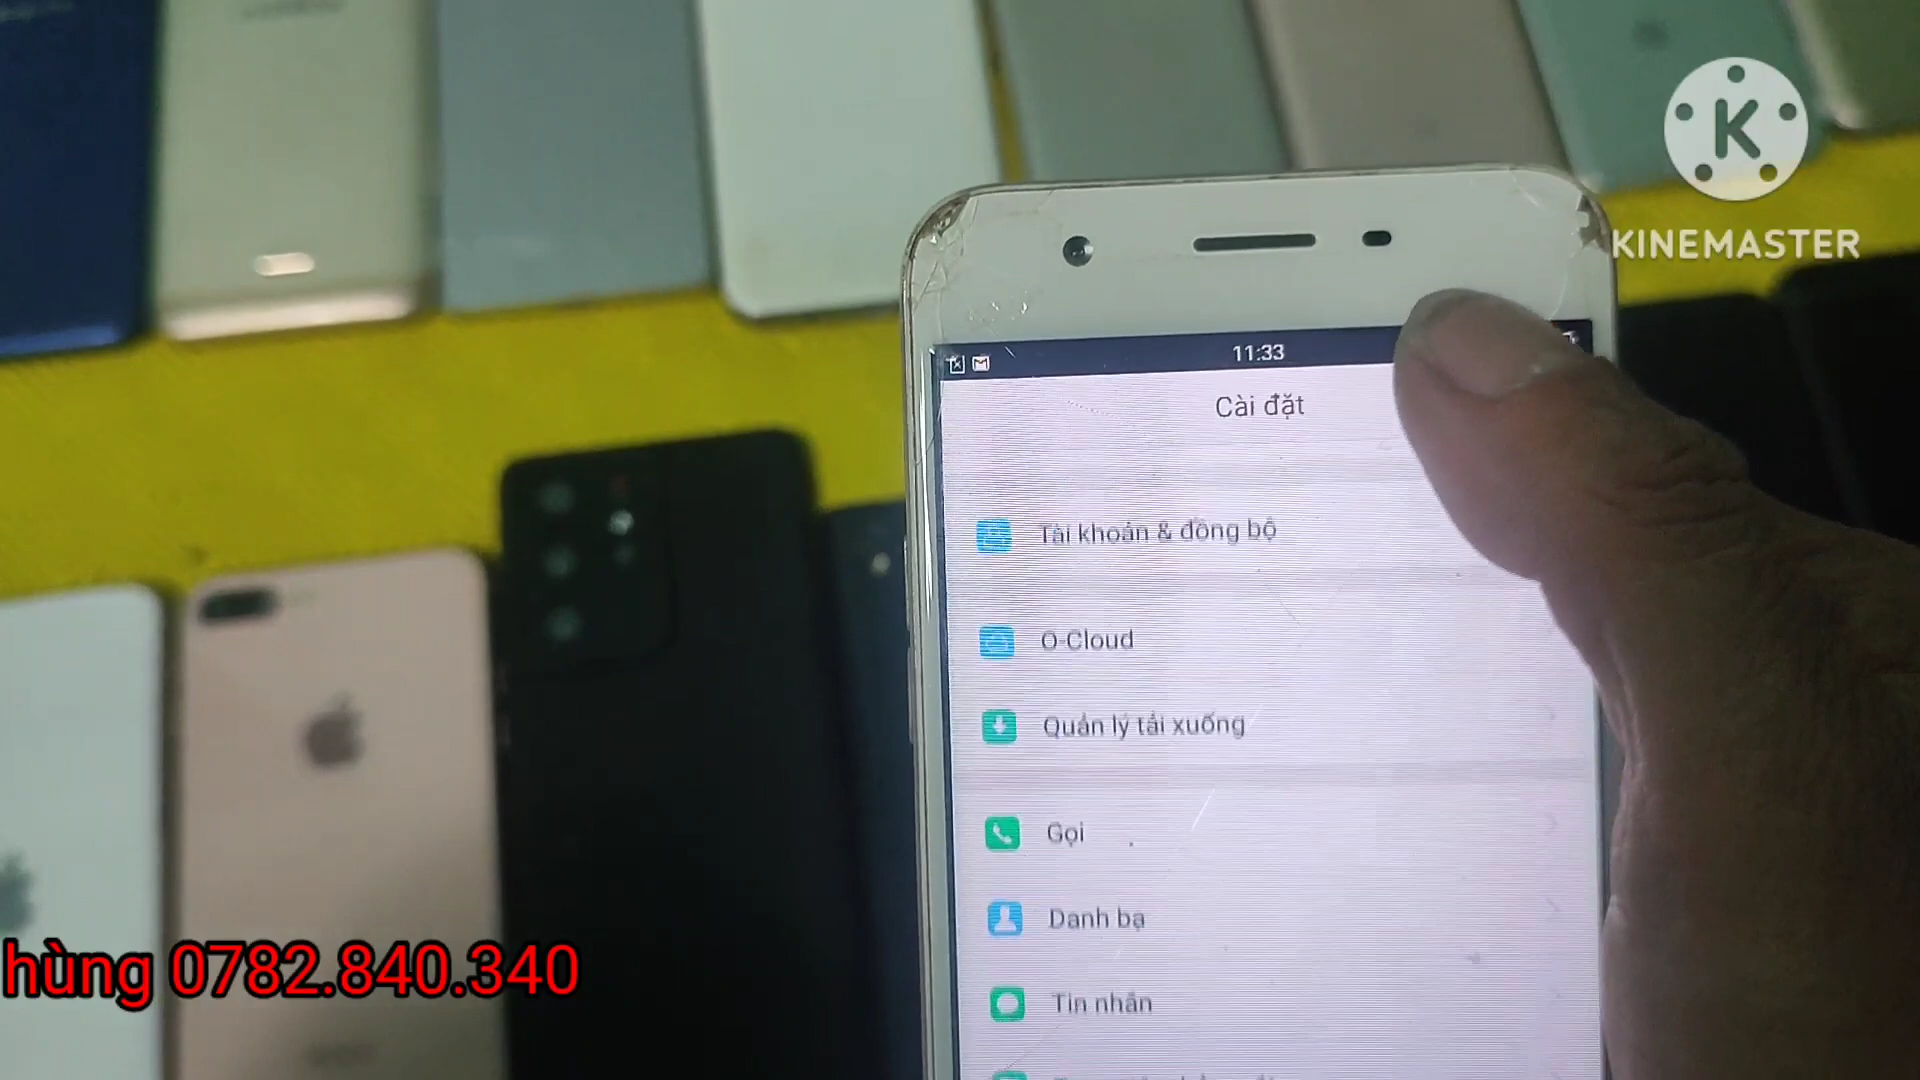 KINEMASTER
11:33
Cài đặt
Tài khoản & đồng bộ
O-Cloud
Quản lý tải xuống
Gọi
Danh bạ
Tin nhắn
hùng 0782.840.340